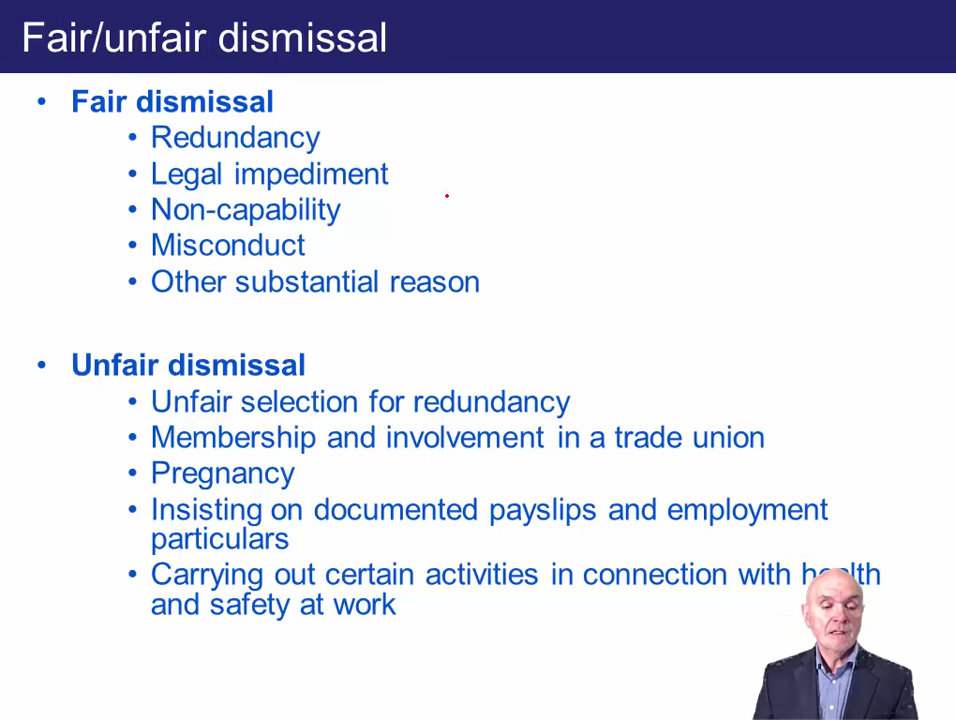 Fair/unfair dismissal
• Fair dismissal
• Redundancy
• Legal impediment
• Non-capability
• Misconduct
• Other substantial reason
• Unfair dismissal
• Unfair selection for redundancy
• Membership and involvement in a trade union
• Pregnancy
• Insisting on documented payslips and employment
particulars
• Carrying out certain activities in connection with health
and safety at work